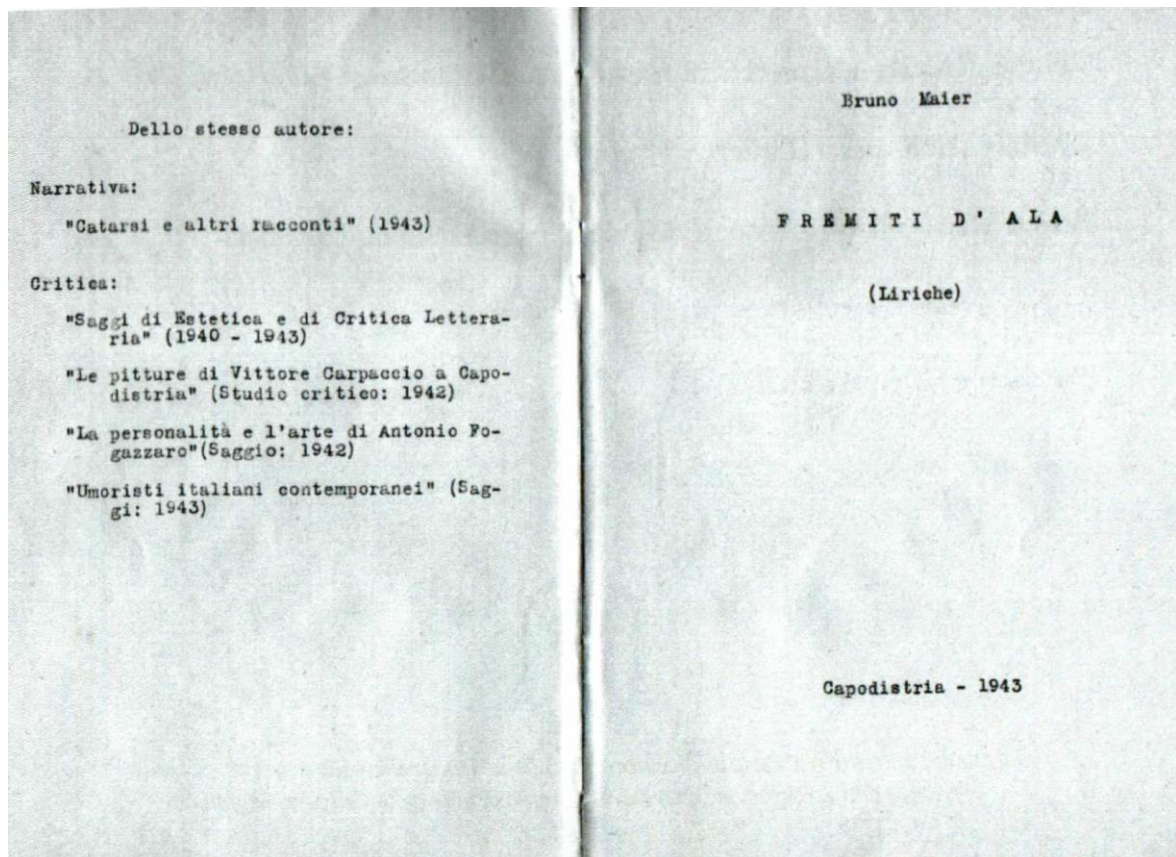 Dello stesso autore:
Narrativa:
"Catarsi e altri racconti" (1943)
Critica:
"Saggi di Estetica e di Critica Lettera-
ria" (1940 - 1943)
"Le pitture di Vittore Carpaccio a Capo-
distria" (Studio critico: 1942)
"La personalità e l'arte di Antonio Fo-
gazzaro"(Saggio: 1942)
"Umoristi italiani contemporanei" (Sag-
gi: 1943)
Bruno Maier
FREMITI D'ALA
(Liriche)
Capodistria - 1943